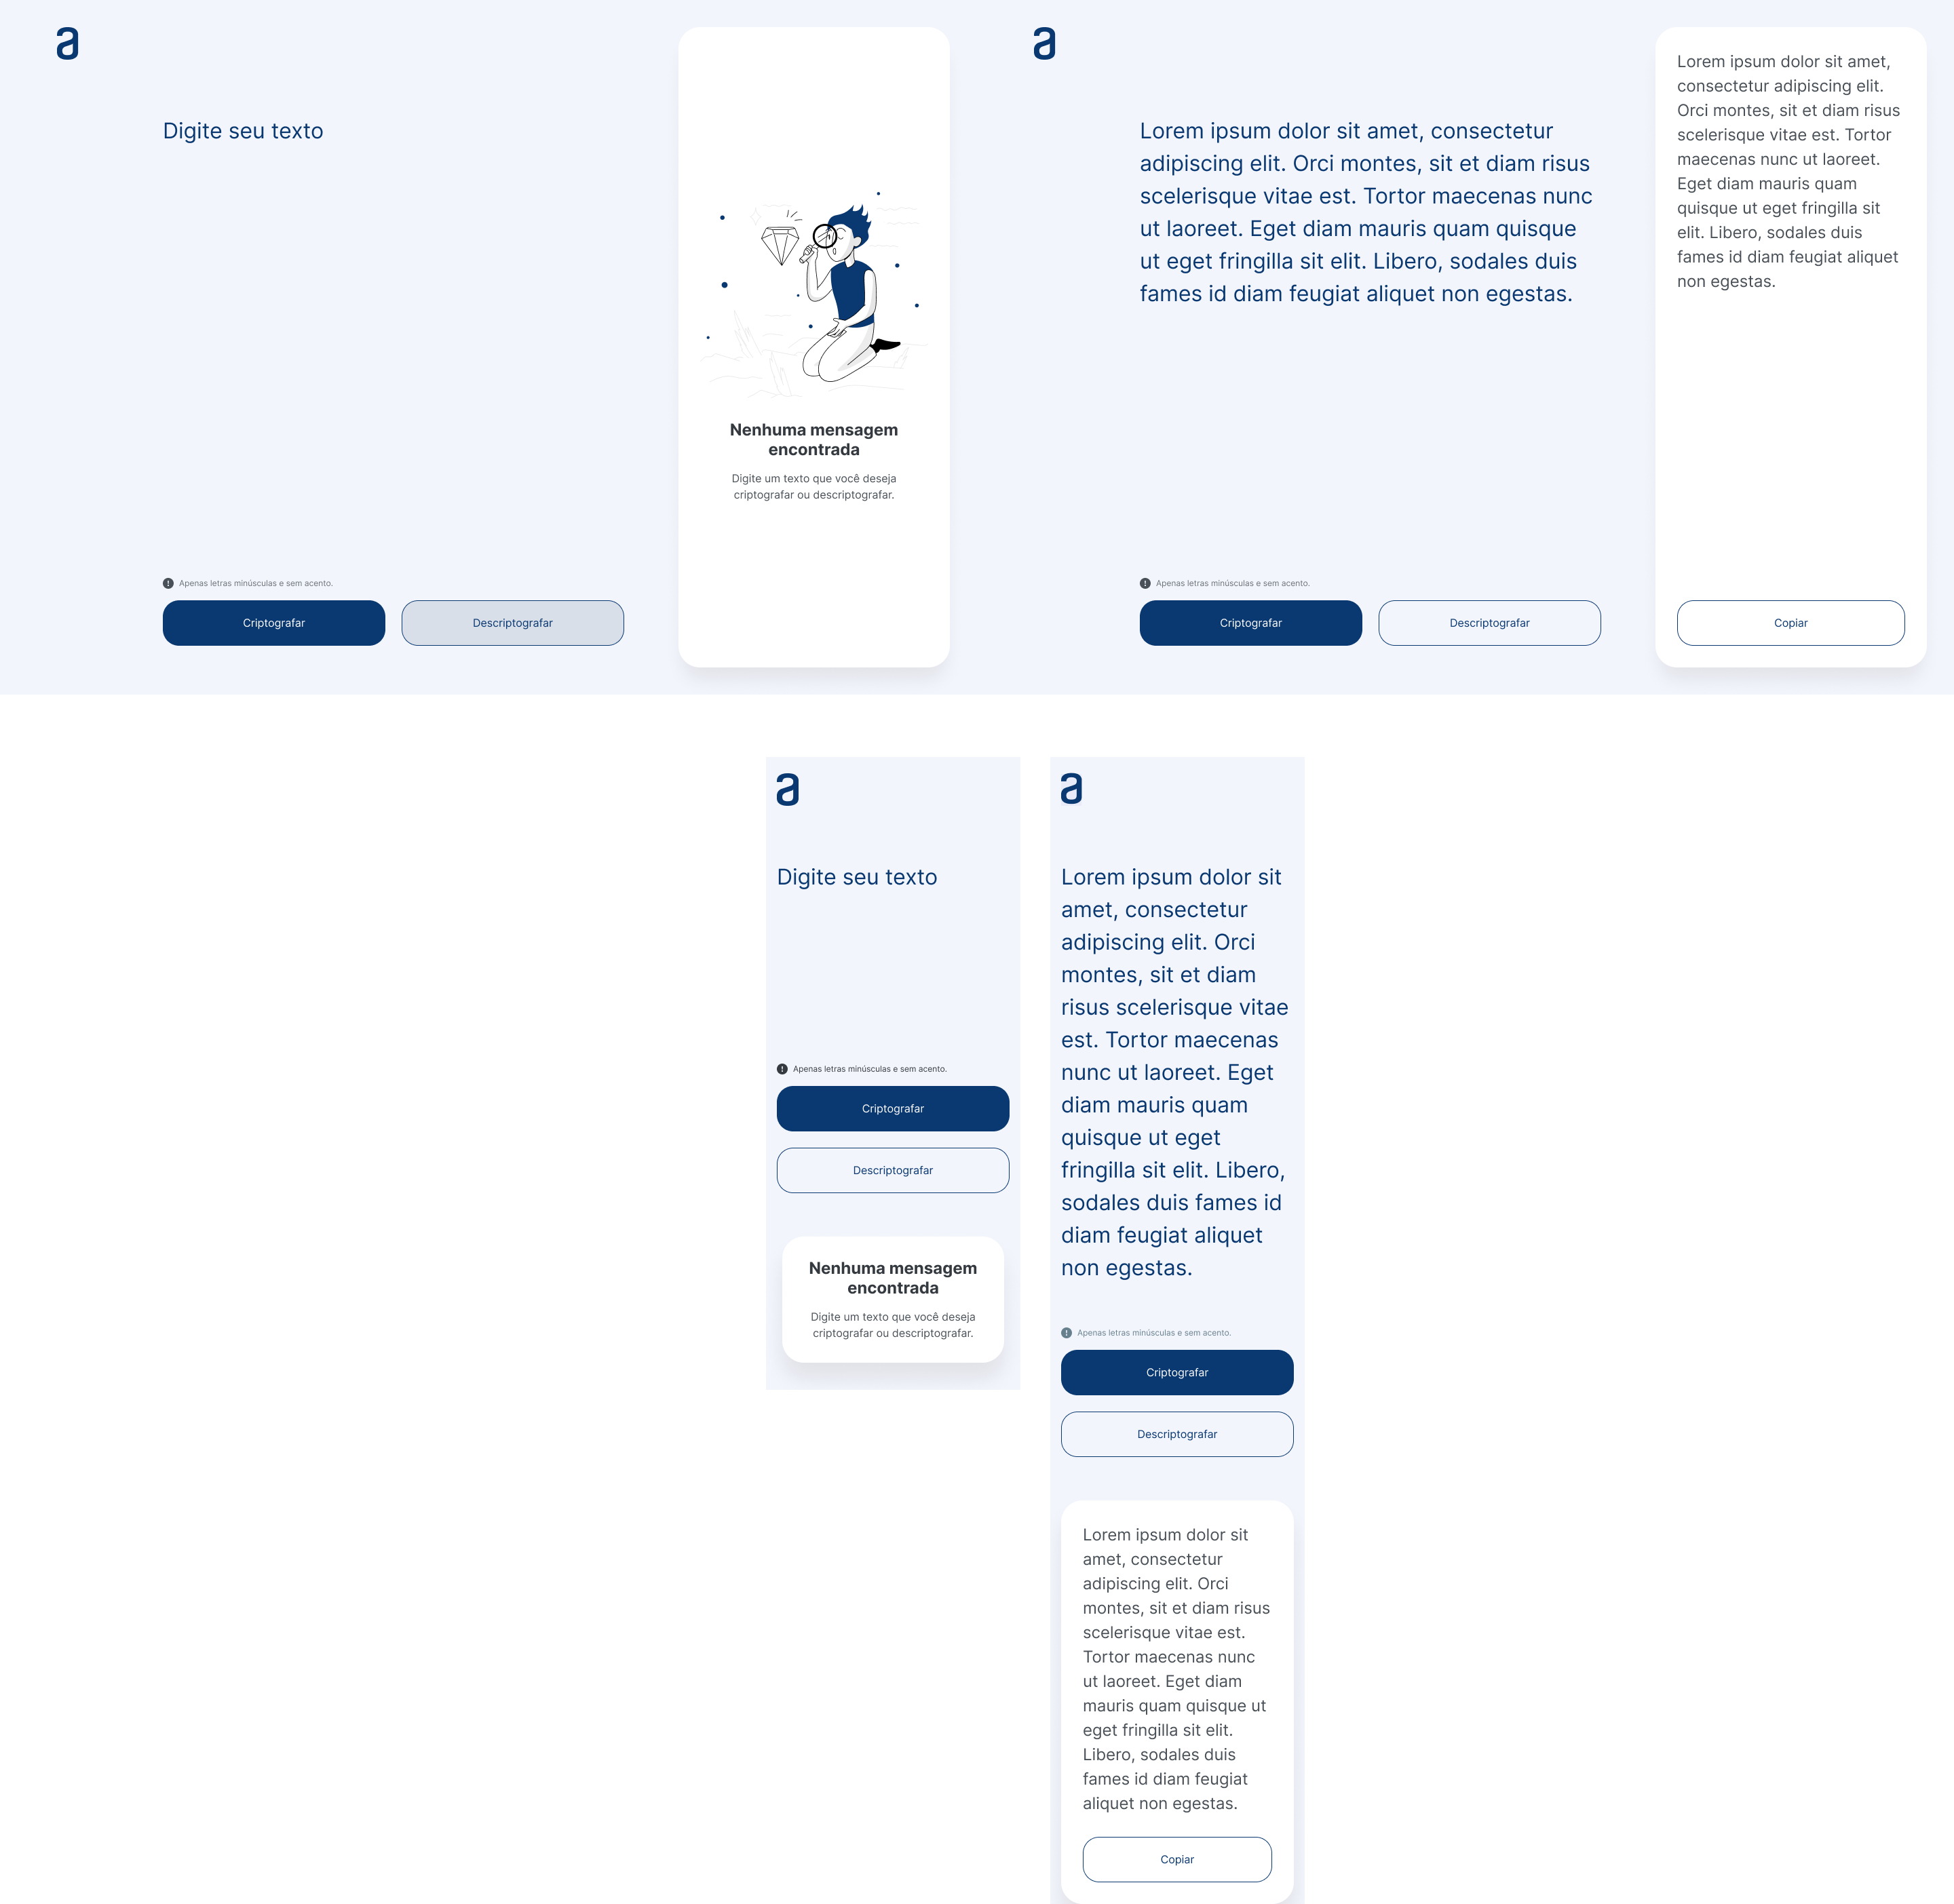 a
Digite seu texto
Nenhuma mensagem
encontrada
Digite um texto que você deseja
criptografar ou descriptografar.
Apenas letras minúsculas e sem acento.
Criptografar
Descriptografar
a
Lorem ipsum dolor sit amet, consectetur
adipiscing elit. Orci montes, sit et diam risus
scelerisque vitae est. Tortor maecenas nunc
ut laoreet. Eget diam mauris quam quisque
ut eget fringilla sit elit. Libero, sodales duis
fames id diam feugiat aliquet non egestas.
Apenas letras minúsculas e sem acento.
Criptografar
Descriptografar
Lorem ipsum dolor sit amet,
consectetur adipiscing elit.
Orci montes, sit et diam risus
scelerisque vitae est. Tortor
maecenas nunc ut laoreet.
Eget diam mauris quam
quisque ut eget fringilla sit
elit. Libero, sodales duis
fames id diam feugiat aliquet
non egestas.
Copiar
a
Digite seu texto
Apenas letras minúsculas e sem acento.
Criptografar
Descriptografar
Nenhuma mensagem
encontrada
Digite um texto que você deseja
criptografar ou descriptografar.
a
Lorem ipsum dolor sit
amet, consectetur
adipiscing elit. Orci
montes, sit et diam
risus scelerisque vitae
est. Tortor maecenas
nunc ut laoreet. Eget
diam mauris quam
quisque ut eget
fringilla sit elit. Libero,
sodales duis fames id
diam feugiat aliquet
non egestas.
Apenas letras minúsculas e sem acento.
Criptografar
Descriptografar
Lorem ipsum dolor sit
amet, consectetur
adipiscing elit. Orci
montes, sit et diam risus
scelerisque vitae est.
Tortor maecenas nunc
ut laoreet. Eget diam
mauris quam quisque ut
eget fringilla sit elit.
Libero, sodales duis
fames id diam feugiat
aliquet non egestas.
Copiar